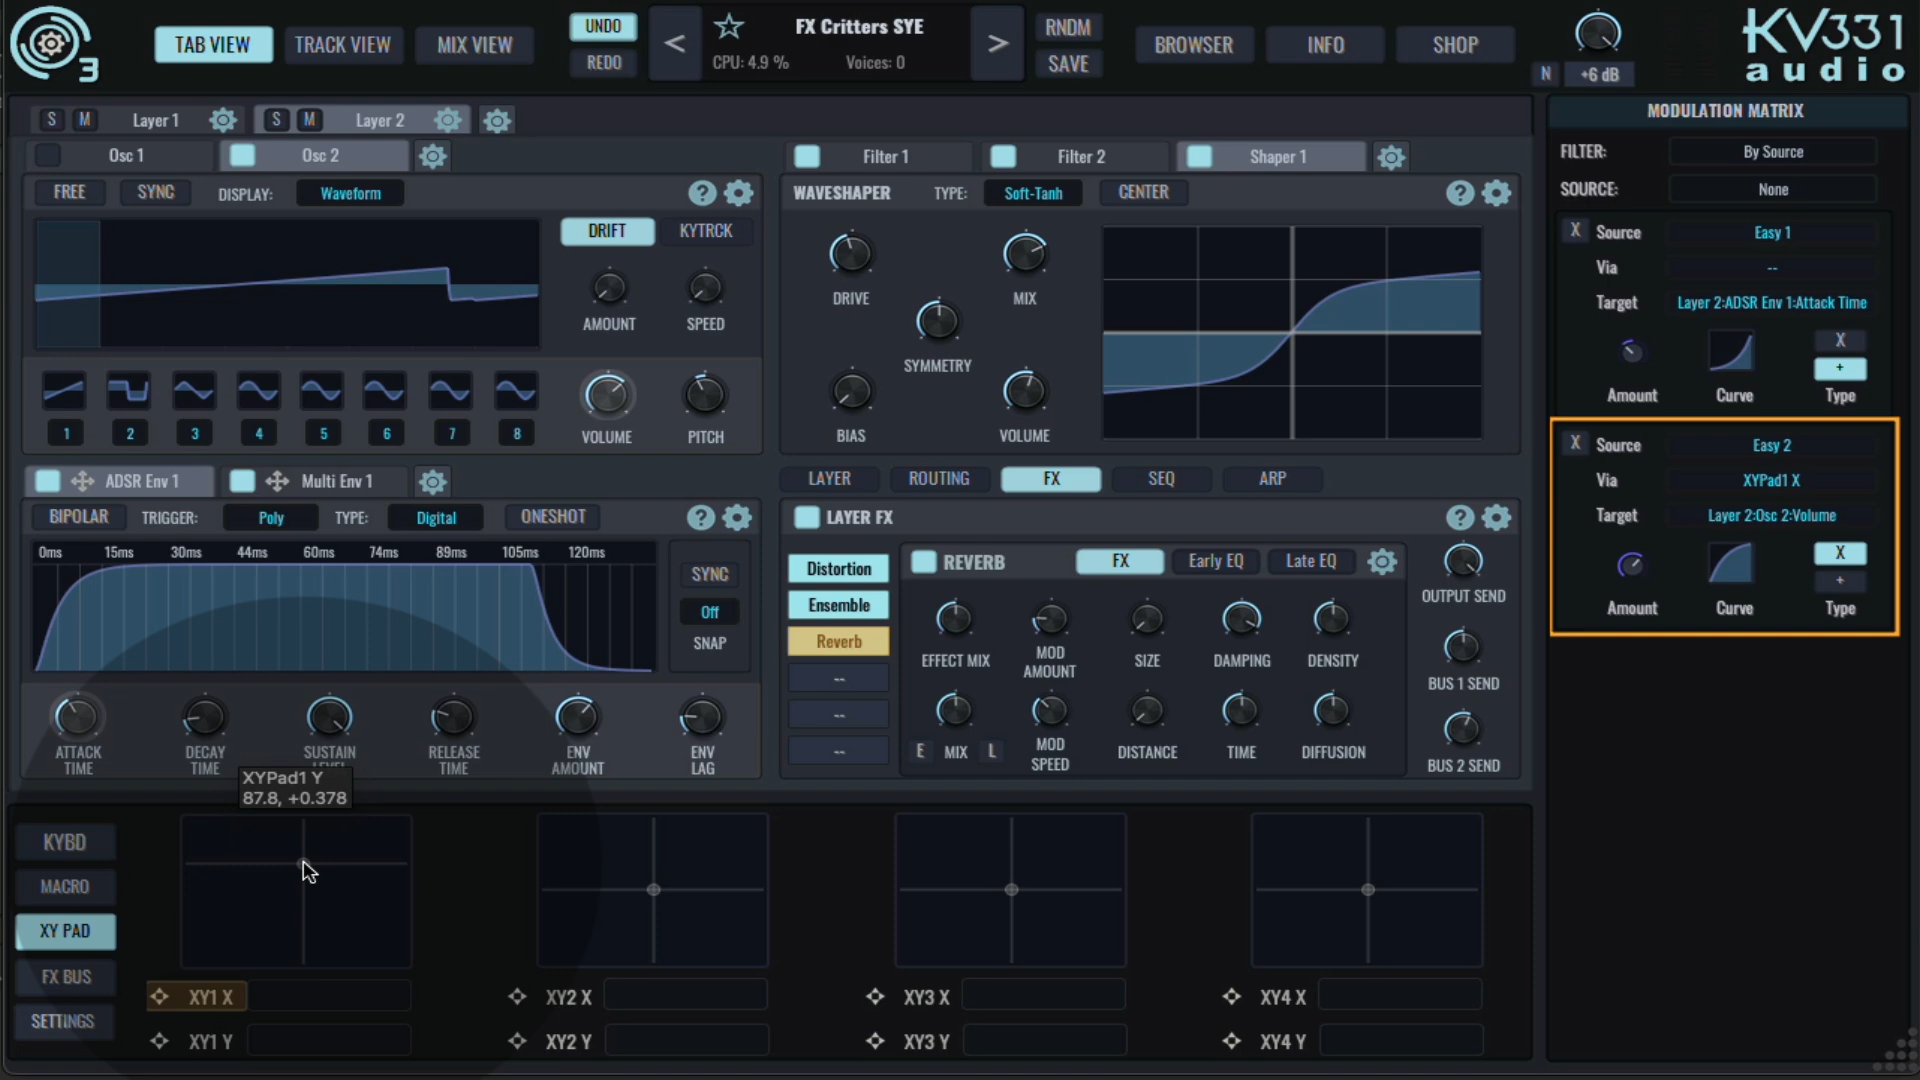 3
TAB VIEW
TRACK VIEW
MIX VIEW
UNDO
REDO
<
FX Critters SYE
CPU: 4.9 %
Voices: 0
>
RNDM
SAVE
BROWSER
INFO
SHOP
N
+6 dB
KV331
audio
S
M
Layer 1
S
M
Layer 2
Osc 1
Osc 2
FREE
SYNC
DISPLAY:
Waveform
?
DRIFT
KYTRCK
AMOUNT
SPEED
1
2
3
4
5
6
7
8
VOLUME
PITCH
Filter 1
Filter 2
Shaper 1
WAVESHAPER
TYPE:
Soft-Tanh
CENTER
?
DRIVE
MIX
SYMMETRY
BIAS
VOLUME
ADSR Env 1
Multi Env 1
BIPOLAR
TRIGGER:
Poly
TYPE:
Digital
ONESHOT
?
0ms
15ms
30ms
44ms
60ms
74ms
89ms
105ms
120ms
SYNC
Off
SNAP
ATTACK
TIME
DECAY
TIME
SUSTAIN
RELEASE
TIME
ENV
AMOUNT
ENV
LAG
XYPad1 Y
87.8, +0.378
LAYER
ROUTING
FX
SEQ
ARP
LAYER FX
?
Distortion
Ensemble
Reverb
--
--
--
REVERB
FX
Early EQ
Late EQ
EFFECT MIX
MOD
AMOUNT
SIZE
DAMPING
DENSITY
E
MIX
L
MOD
SPEED
DISTANCE
TIME
DIFFUSION
OUTPUT SEND
BUS 1 SEND
BUS 2 SEND
KYBD
MACRO
XY PAD
FX BUS
SETTINGS
XY1 X
XY2 X
XY3 X
XY4 X
XY1 Y
XY2 Y
XY3 Y
XY4 Y
MODULATION MATRIX
FILTER:
By Source
SOURCE:
None
X
Source
Easy 1
Via
--
Target
Layer 2:ADSR Env 1:Attack Time
X
+
Amount
Curve
Type
X
Source
Easy 2
Via
XYPad1 X
Target
Layer 2:Osc 2:Volume
X
+
Amount
Curve
Type